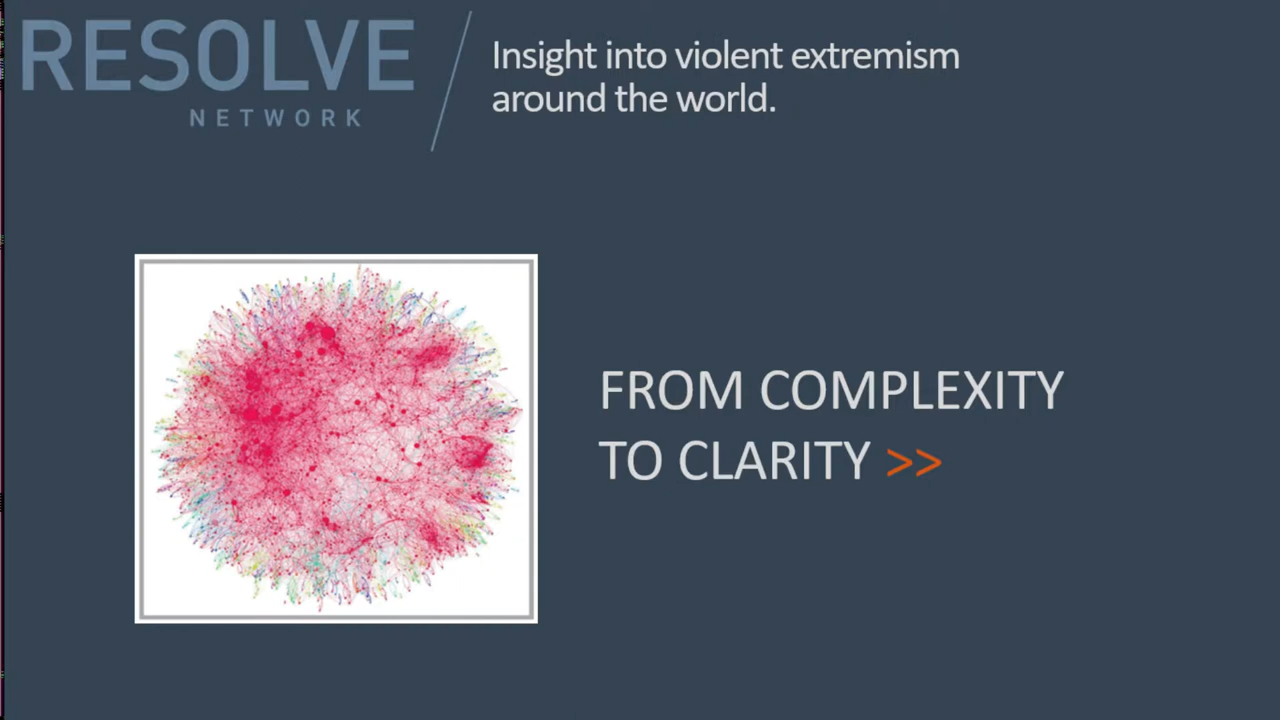 RESOLVE
NETWORK
Insight into violent extremism
around the world.
FROM COMPLEXITY
TO CLARITY >>